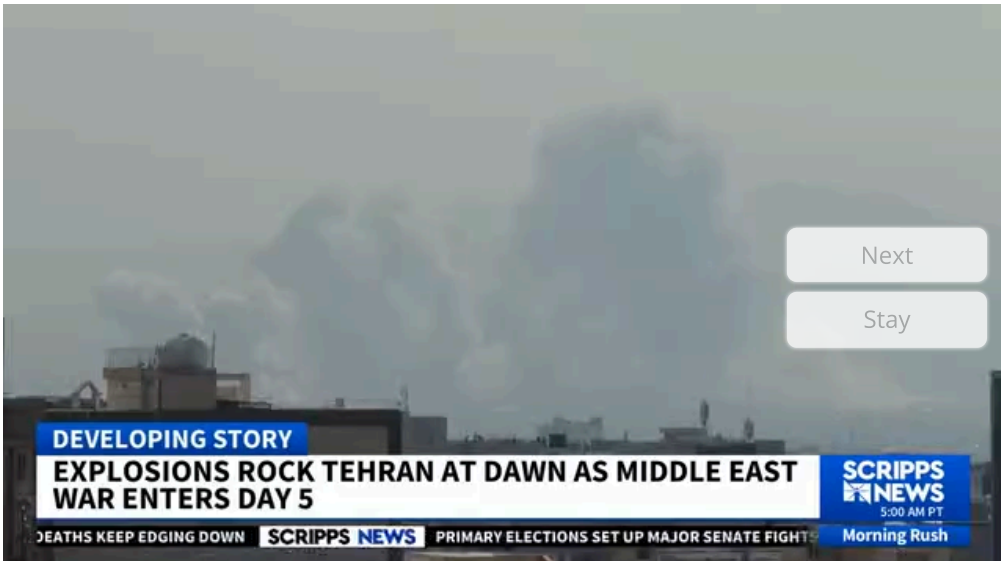 Next
Stay
DEVELOPING STORY
EXPLOSIONS ROCK TEHRAN AT DAWN AS MIDDLE EAST
WAR ENTERS DAY 5
SCRIPPS
NEWS
5:00 AM PT
DEATHS KEEP EDGING DOWN SCRIPPS NEWS PRIMARY ELECTIONS SET UP MAJOR SENATE FIGHTS
Morning Rush